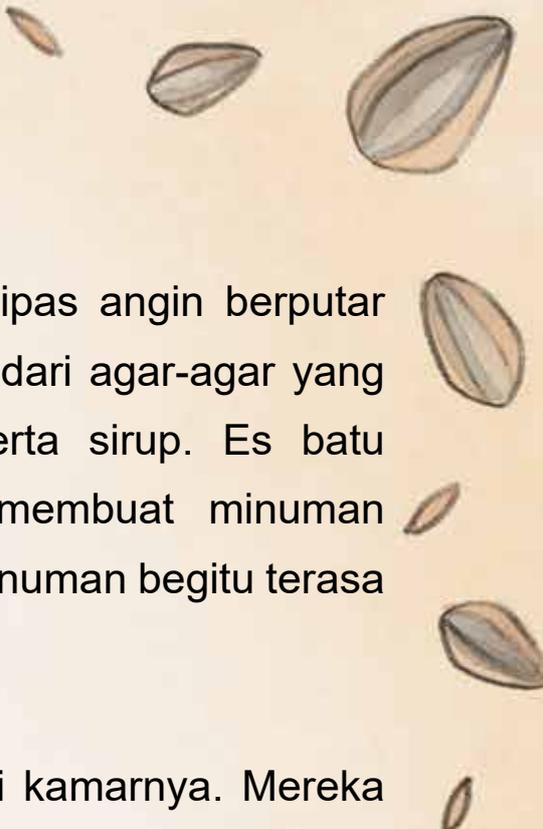 ipas angin berputar
dari agar-agar yang
erta sirup. Es batu
membuat minuman
numan begitu terasa
i kamarnya. Mereka